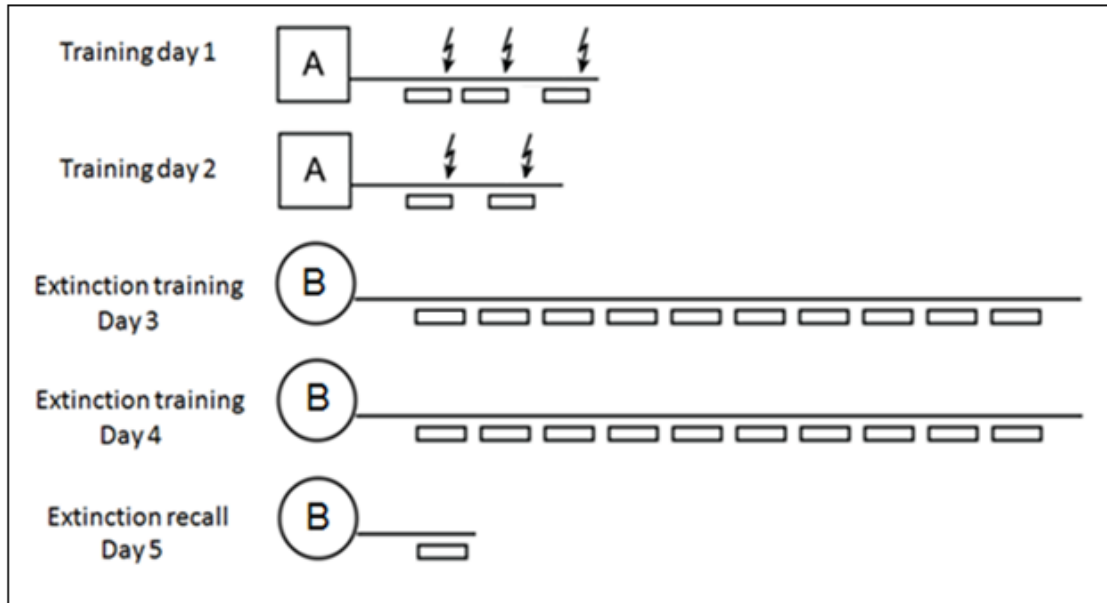 Training day 1
A
Training day 2
A
Extinction training
Day 3
B
Extinction training
Day 4
B
Extinction recall
Day 5
B